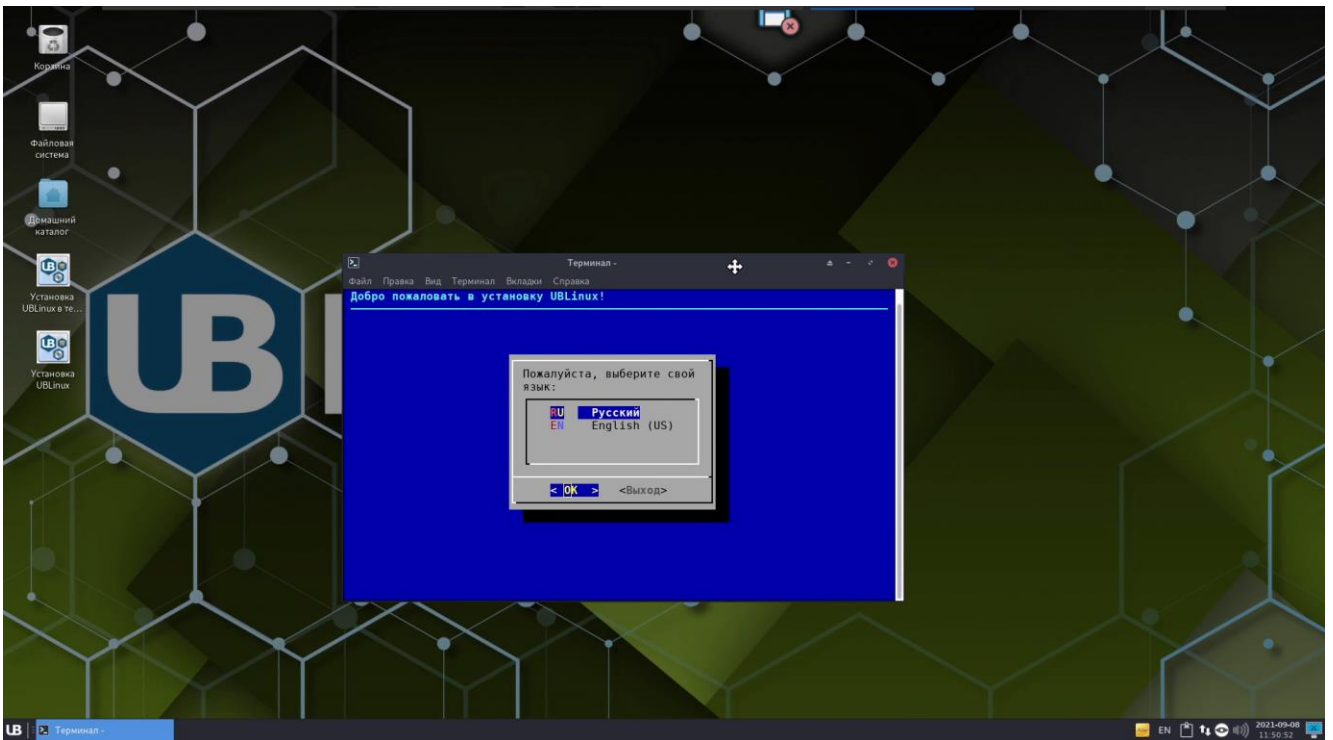 Корзина
Файловая
система
Домашний
каталог
Установка
UBLinux в те...
Установка
UBLinux
UB
Терминал -
Файл Правка Вид Терминал Вкладки Справка
Добро пожаловать в установку UBLinux!
Пожалуйста, выберите свой
язык:
RU Русский
EN English (US)
< OK > <Выход>
UB Терминал -
EN
2021-09-08
11:50:52